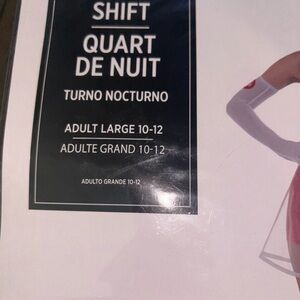 SHIFT
QUART
DE NUIT
TURNO NOCTURNO
ADULT LARGE 10-12
ADULTE GRAND 10-12
ADULTO GRANDE 10-12